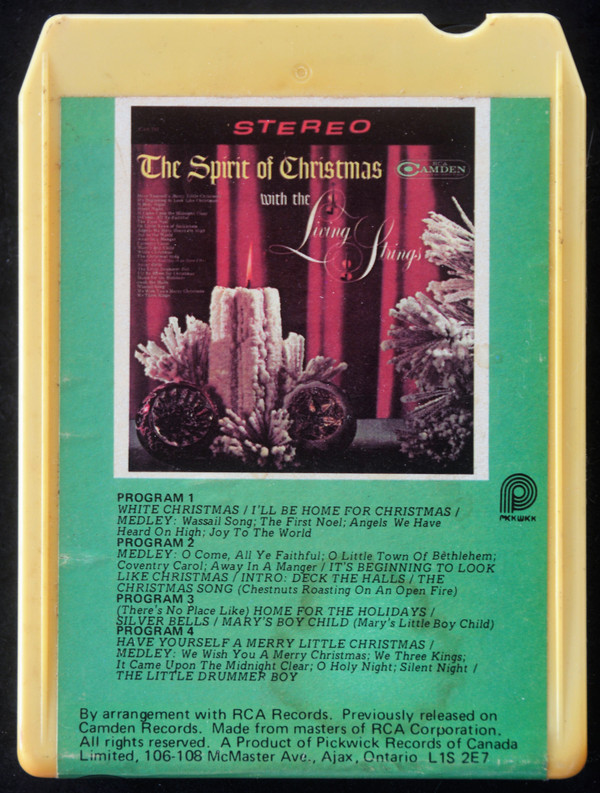 STEREO
The Spirit of Christmas
RCA CAMDEN
with the
Living Strings
PROGRAM 1
WHITE CHRISTMAS / I'LL BE HOME FOR CHRISTMAS /
MEDLEY: Wassail Song; The First Noel; Angels We Have
Heard On High; Joy To The World
PROGRAM 2
MEDLEY: O Come, All Ye Faithful; O Little Town Of Bethlehem;
Coventry Carol; Away In A Manger / IT'S BEGINNING TO LOOK
LIKE CHRISTMAS / INTRO: DECK THE HALLS / THE
CHRISTMAS SONG (Chestnuts Roasting On An Open Fire)
PROGRAM 3
(There's No Place Like) HOME FOR THE HOLIDAYS /
SILVER BELLS / MARY'S BOY CHILD (Mary's Little Boy Child)
PROGRAM 4
HAVE YOURSELF A MERRY LITTLE CHRISTMAS /
MEDLEY: We Wish You A Merry Christmas; We Three Kings;
It Came Upon The Midnight Clear; O Holy Night; Silent Night /
THE LITTLE DRUMMER BOY
PICKWICK
By arrangement with RCA Records. Previously released on
Camden Records. Made from masters of RCA Corporation.
All rights reserved. A Product of Pickwick Records of Canada
Limited, 106-108 McMaster Ave., Ajax, Ontario L1S 2E7